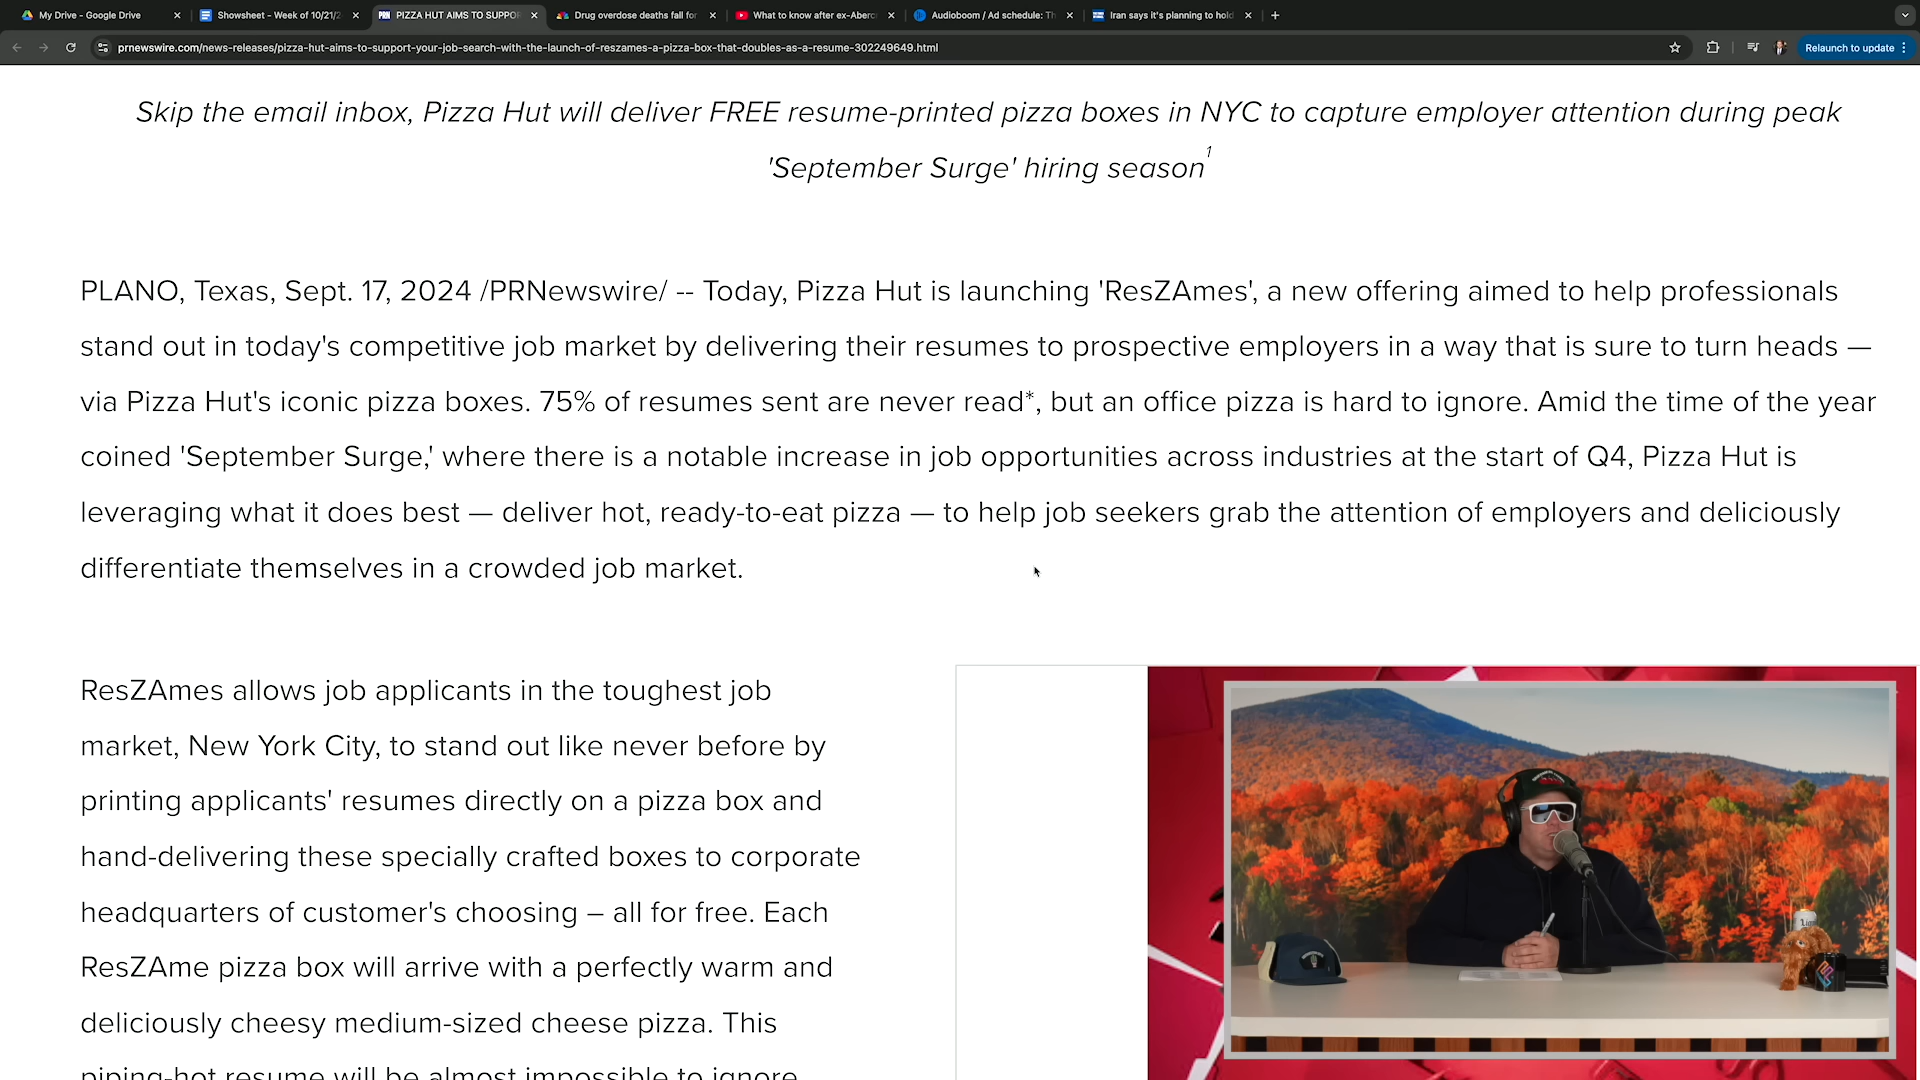 My Drive - Google Drive
Showsheet - Week of 10/21/2
PIZZA HUT AIMS TO SUPPOR
Drug overdose deaths fall for
What to know after ex-Aberc
Audioboom / Ad schedule: Th
Iran says it's planning to hold
prnewswire.com/news-releases/pizza-hut-aims-to-support-your-job-search-with-the-launch-of-reszames-a-pizza-box-that-doubles-as-a-resume-302249649.html
Relaunch to update
Skip the email inbox, Pizza Hut will deliver FREE resume-printed pizza boxes in NYC to capture employer attention during peak
'September Surge' hiring season1
PLANO, Texas, Sept. 17, 2024 /PRNewswire/ -- Today, Pizza Hut is launching 'ResZAmes', a new offering aimed to help professionals
stand out in today's competitive job market by delivering their resumes to prospective employers in a way that is sure to turn heads —
via Pizza Hut's iconic pizza boxes. 75% of resumes sent are never read*, but an office pizza is hard to ignore. Amid the time of the year
coined 'September Surge,' where there is a notable increase in job opportunities across industries at the start of Q4, Pizza Hut is
leveraging what it does best — deliver hot, ready-to-eat pizza — to help job seekers grab the attention of employers and deliciously
differentiate themselves in a crowded job market.
ResZAmes allows job applicants in the toughest job
market, New York City, to stand out like never before by
printing applicants' resumes directly on a pizza box and
hand-delivering these specially crafted boxes to corporate
headquarters of customer's choosing – all for free. Each
ResZAme pizza box will arrive with a perfectly warm and
deliciously cheesy medium-sized cheese pizza. This
piping-hot resume will be almost impossible to ignore